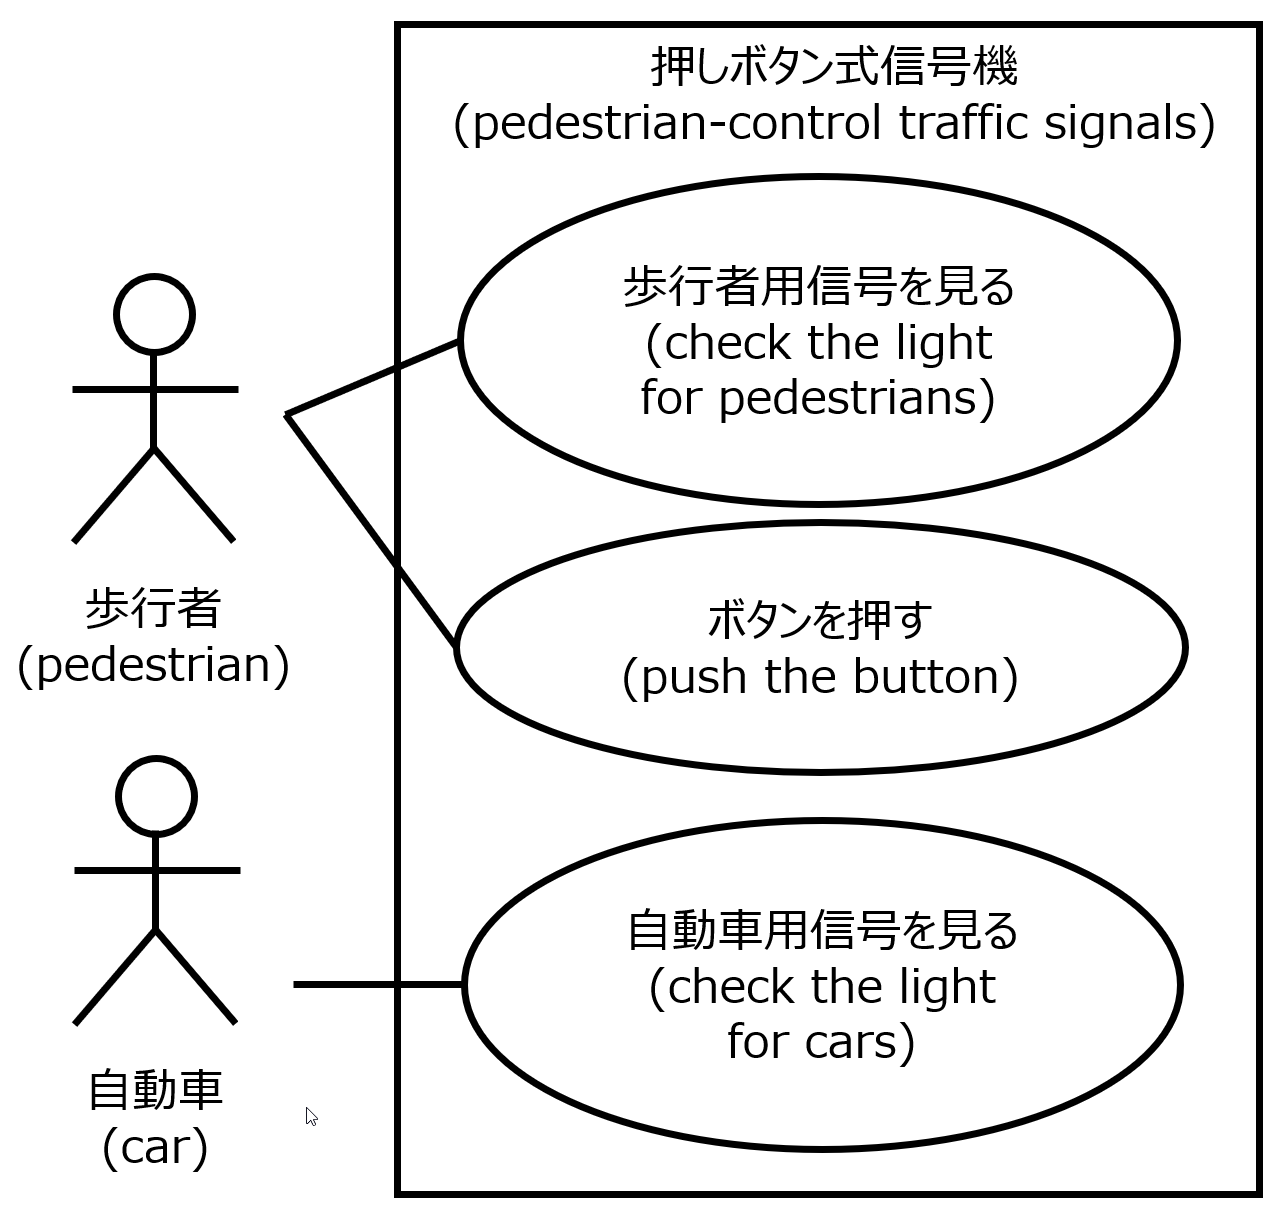 押しボタン式信号機
(pedestrian-control traffic signals)
歩行者用信号を見る
(check the light
for pedestrians)
ボタンを押す
(push the button)
歩行者
(pedestrian)
自動車用信号を見る
(check the light
for cars)
自動車
(car)